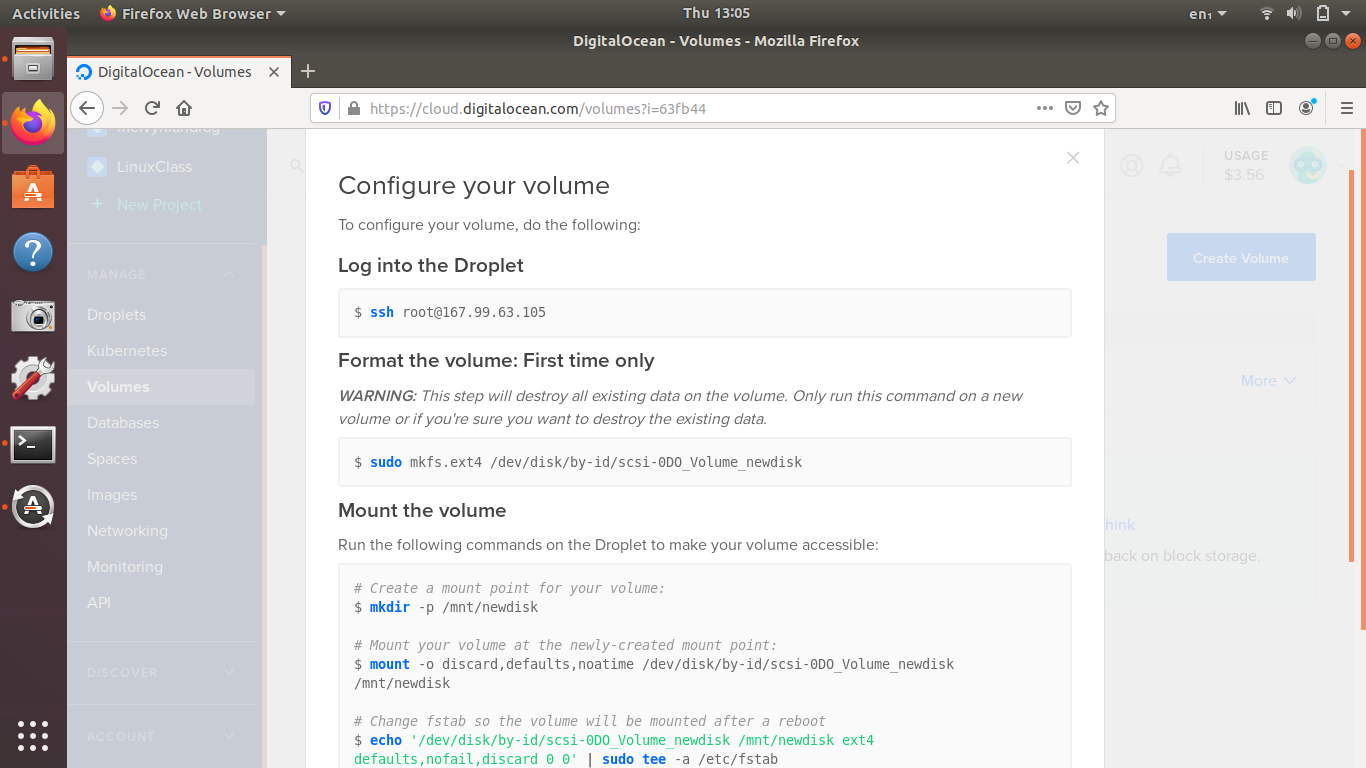 Activities
Firefox Web Browser
Thu 13:05
en₁
DigitalOcean - Volumes - Mozilla Firefox
DigitalOcean - Volumes
https://cloud.digitalocean.com/volumes?i=63fb44
LinuxClass
+ New Project
MANAGE
Droplets
Kubernetes
Volumes
Databases
Spaces
Images
Networking
Monitoring
API
DISCOVER
ACCOUNT
Configure your volume
To configure your volume, do the following:
Log into the Droplet
$ ssh root@167.99.63.105
Format the volume: First time only
WARNING: This step will destroy all existing data on the volume. Only run this command on a new
volume or if you're sure you want to destroy the existing data.
$ sudo mkfs.ext4 /dev/disk/by-id/scsi-0DO_Volume_newdisk
Mount the volume
Run the following commands on the Droplet to make your volume accessible:
# Create a mount point for your volume:
$ mkdir -p /mnt/newdisk
# Mount your volume at the newly-created mount point:
$ mount -o discard,defaults,noatime /dev/disk/by-id/scsi-0DO_Volume_newdisk
/mnt/newdisk
# Change fstab so the volume will be mounted after a reboot
$ echo '/dev/disk/by-id/scsi-0DO_Volume_newdisk /mnt/newdisk ext4
defaults,nofail,discard 0 0' | sudo tee -a /etc/fstab
USAGE
$3.56
Create Volume
More
hink
back on block storage.